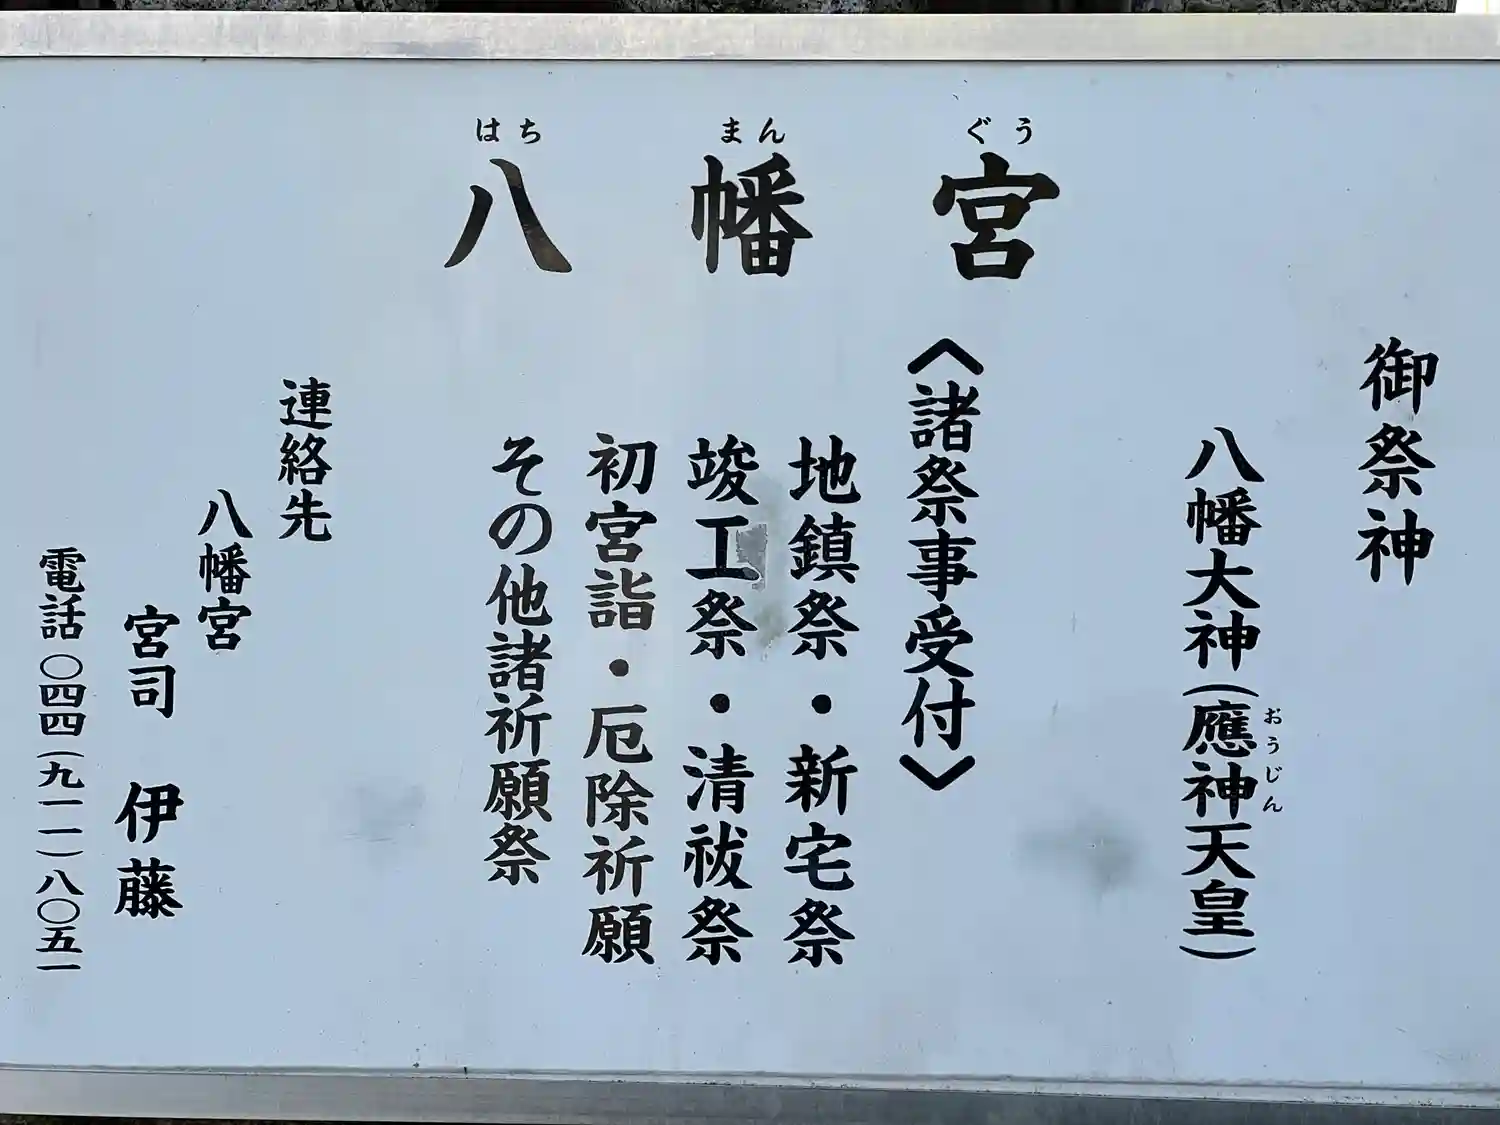 八幡宮
はちまんぐう
御祭神
八幡大神(應神天皇)
おうじん
〈諸祭事受付〉
地鎮祭・新宅祭
竣工祭・清祓祭
初宮詣・厄除祈願
その他諸祈願祭
連絡先
八幡宮
宮司 伊藤
電話〇四四(九一一)八〇五一